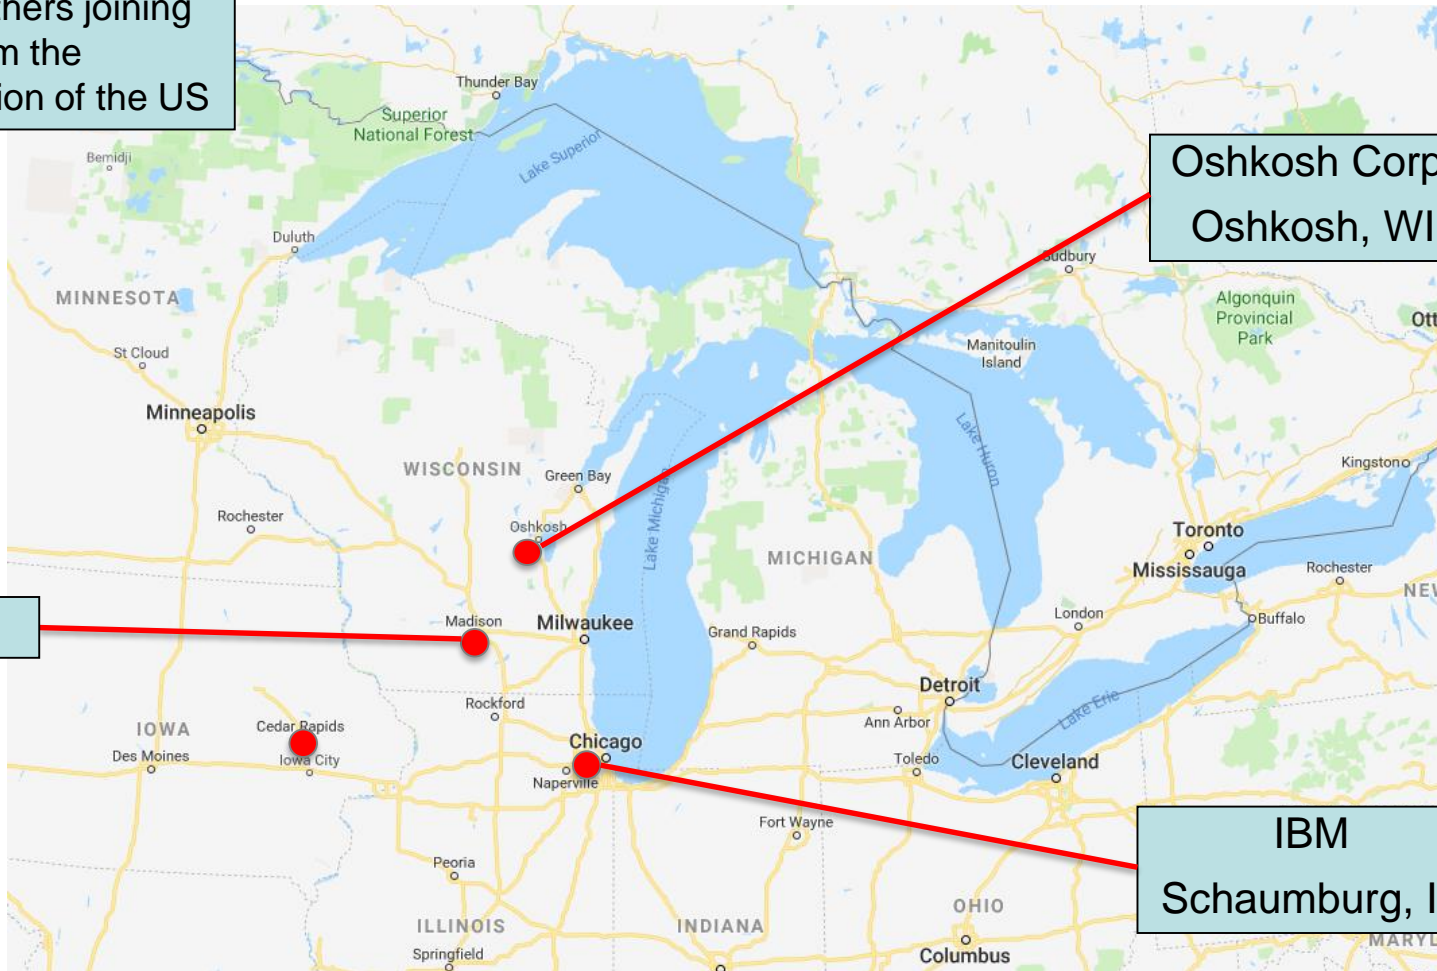 thers joining
m the
ion of the US
Thunder Bay
Superior
National Forest
Lake Superior
Bemidji
Oshkosh Corp
Oshkosh, WI
Duluth
Sudbury
MINNESOTA
Algonquin
Provincial
Park
Ott
St Cloud
Manitoulin
Island
Minneapolis
Lake Huron
WISCONSIN
Green Bay
Kingston
Lake Michigan
Rochester
Oshkosh
Toronto
MICHIGAN
Mississauga
Rochester
NEW
Madison
Milwaukee
London
Buffalo
Grand Rapids
Detroit
Rockford
Lake Erie
Ann Arbor
IOWA
Cedar Rapids
Chicago
Des Moines
Iowa City
Toledo
Cleveland
Naperville
Fort Wayne
IBM
Peoria
Schaumburg, I
OHIO
ILLINOIS
INDIANA
MARYL
Springfield
Columbus